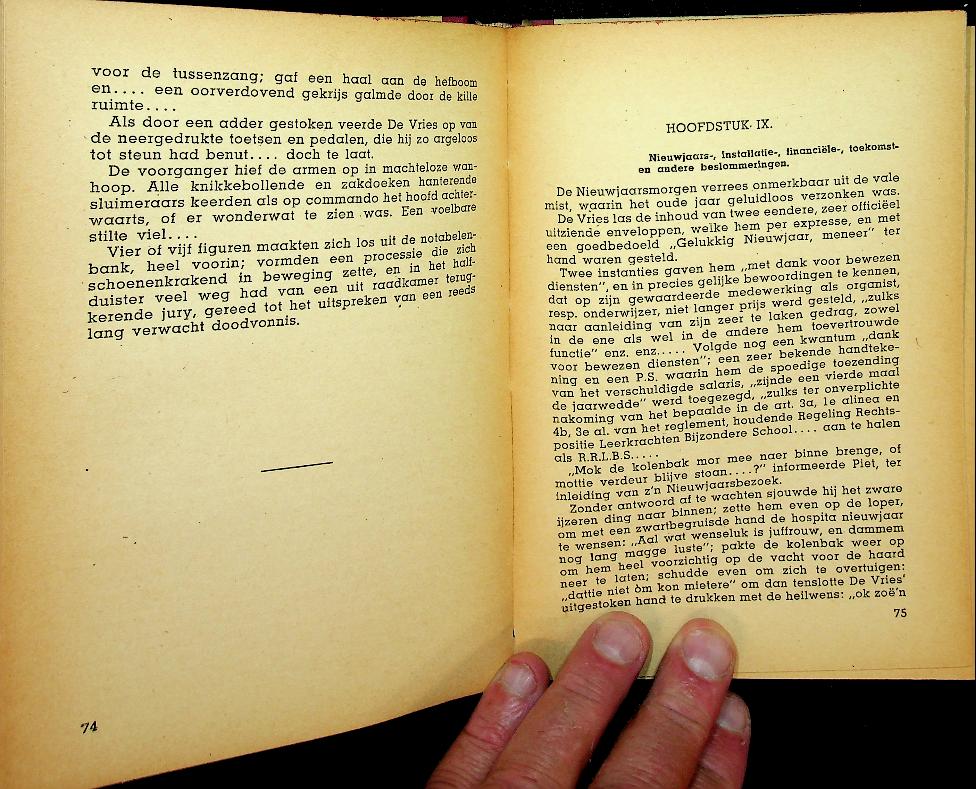 voor de tussenzang; gaf een haal aan de hefboom
en.... een oorverdovend gekrijs galmde door de kille
ruimte....
Als door een adder gestoken veerde De Vries op van
de neergedrukte toetsen en pedalen, die hij zo argeloos
tot steun had benut.... doch te laat.
De voorganger hief de armen op in machteloze wan-
hoop. Alle knikkebollende en zakdoeken hanterende
sluimeraars keerden als op commando het hoofd achter-
waarts, of er wonderwat te zien was. Een voelbare
stilte viel....
Vier of vijf figuren maakten zich los uit de notabelen-
bank, heel voorin; vormden een processie die zich
schoenenkrakend in beweging zette, en in het half-
duister veel weg had van een uit raadkamer terug-
kerende jury, gereed tot het uitspreken van een reeds
lang verwacht doodvonnis.
74
HOOFDSTUK IX.
Nieuwjaars-, installatie-, financiële-, toekomst-
en andere beslommeringen.
De Nieuwjaarsmorgen verrees onmerkbaar uit de vale
mist, waarin het oude jaar geluidloos verzonken was.
De Vries las de inhoud van twee eendere, zeer officiëel
uitziende enveloppen, welke hem per expresse, en met
een goedbedoeld „Gelukkig Nieuwjaar, meneer" ter
hand waren gesteld.
Twee instanties gaven hem „met dank voor bewezen
diensten", en in precies gelijke bewoordingen te kennen,
dat op zijn gewaardeerde medewerking als organist,
resp. onderwijzer, niet langer prijs werd gesteld, „zulks
naar aanleiding van zijn zeer te laken gedrag, zowel
in de ene als wel in de andere hem toevertrouwde
functie" enz. enz..... Volgde nog een kwantum „dank
voor bewezen diensten"; een zeer bekende handteke-
ning en een P.S. waarin hem de spoedige toezending
van het verschuldigde salaris, „zijnde een vierde maal
de jaarwedde" werd toegezegd, „zulks ter onverplichte
nakoming van het bepaalde in de art. 3a, 1e alinea en
4b, 3e al. van het reglement, houdende Regeling Rechts-
positie Leerkrachten Bijzondere School.... aan te halen
als R.R.L.B.S.....
„Mok de kolenbak mor mee naer binne brenge, of
mottie verdeur blijve stoan....?" informeerde Piet, ter
inleiding van z'n Nieuwjaarsbezoek.
Zonder antwoord af te wachten sjouwde hij het zware
ijzeren ding naar binnen; zette hem even op de loper,
om met een zwartbegruisde hand de hospita nieuwjaar
te wensen: „Aal wat wenseluk is juffrouw, en dammem
nog lang magge luste"; pakte de kolenbak weer op
om hem heel voorzichtig op de vacht voor de haard
neer te laten; schudde even om zich te overtuigen:
„dattie niet òm kon mietere" om dan tenslotte De Vries'
uitgestoken hand te drukken met de heilwens: „ok zoë'n
75